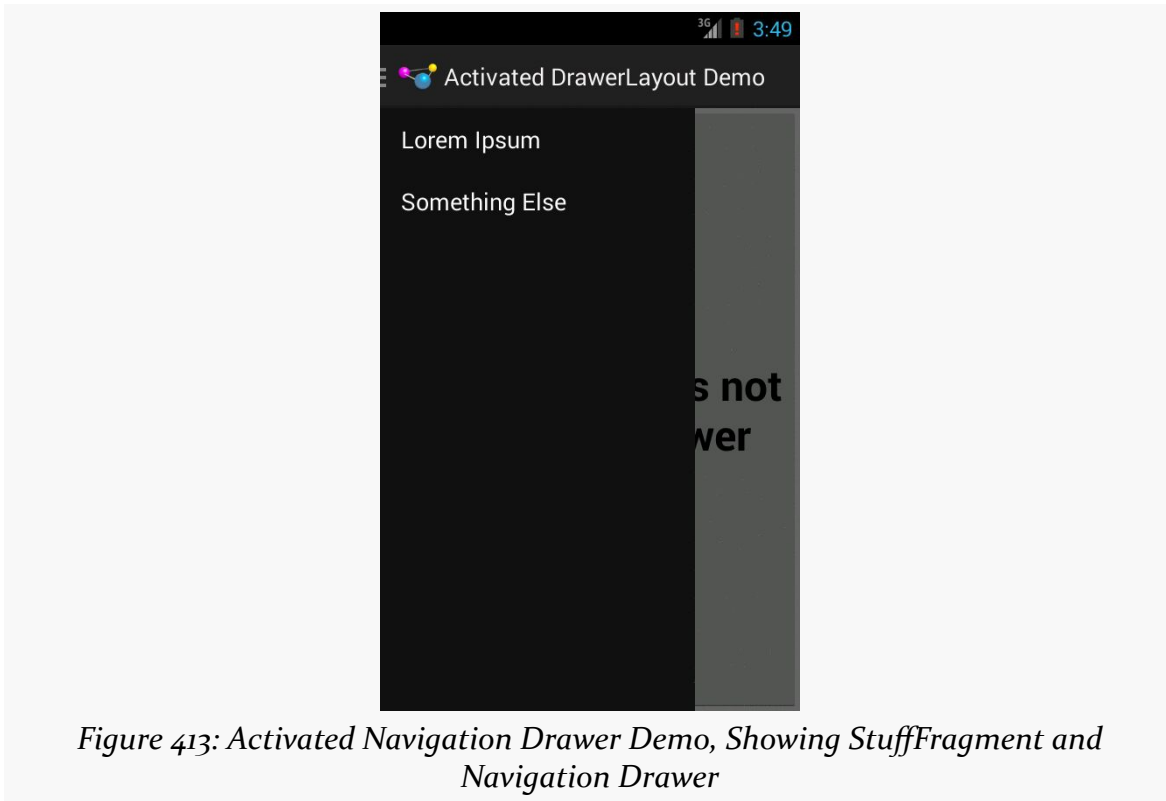 3G 3:49
Activated DrawerLayout Demo
Lorem Ipsum
Something Else
s not
wer
Figure 413: Activated Navigation Drawer Demo, Showing StuffFragment and
Navigation Drawer